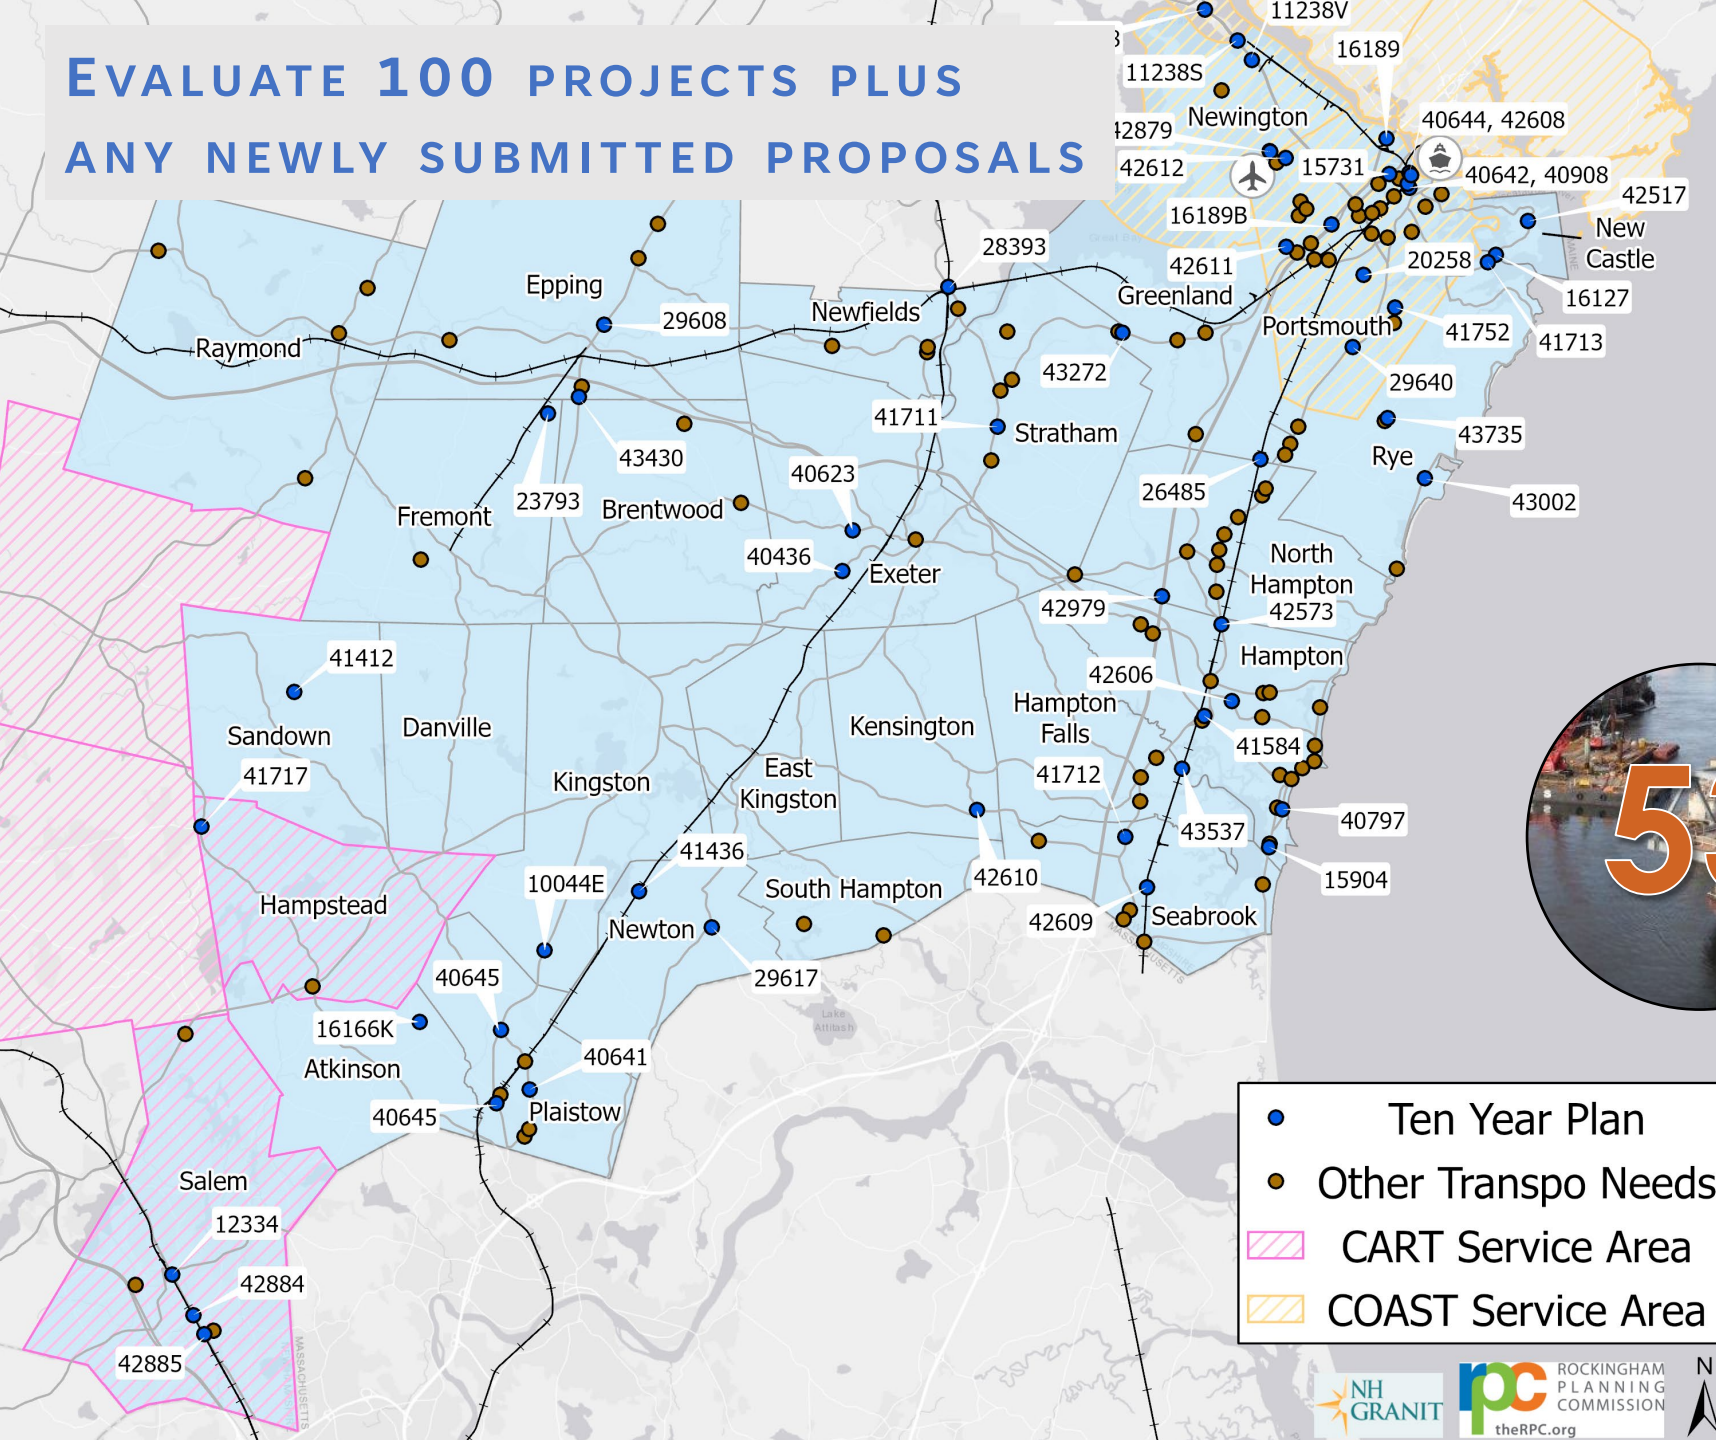 EVALUATE 100 PROJECTS PLUS
ANY NEWLY SUBMITTED PROPOSALS
11238V
16189
11238S
Newington
40644, 42608
42879
42612
15731
40642, 40908
42517
16189B
New
Castle
28393
42611
20258
Epping
Greenland
16127
Newfields
29608
Portsmouth
41752
Raymond
41713
43272
29640
41711
Stratham
43735
43430
Rye
40623
26485
23793
43002
Brentwood
Fremont
40436
North
Hampton
Exeter
42979
42573
41412
Hampton
42606
Hampton
Falls
Sandown
Danville
Kensington
41584
41717
41712
Kingston
East
Kingston
40797
43537
41436
10044E
42610
15904
South Hampton
Hampstead
42609
Seabrook
Newton
MASSACHUSETTS
40645
29617
16166K
Lake
Attitash
40641
Atkinson
40645
Plaistow
Salem
12334
42884
42885
MASSACHUSETTS
MAINE
Ten Year Plan
Other Transpo Needs
CART Service Area
COAST Service Area
NH
GRANIT
rpc
ROCKINGHAM
PLANNING
COMMISSION
theRPC.org
N